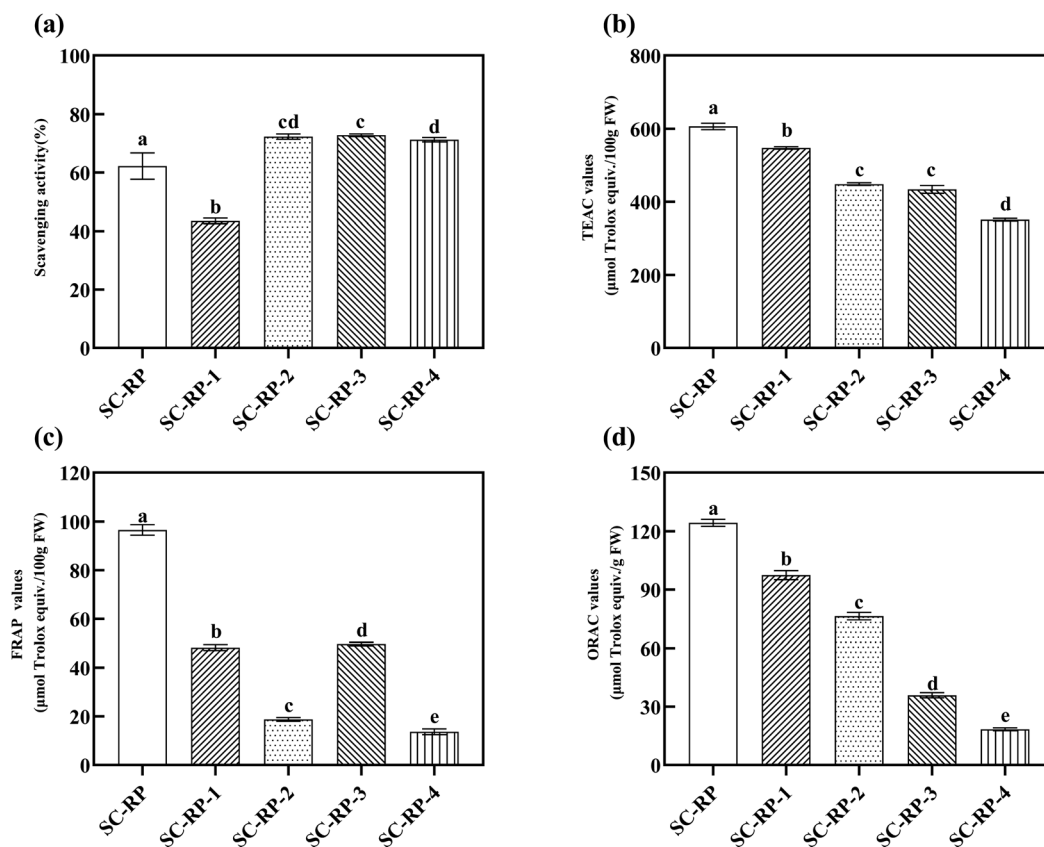 (a)
Scavenging activity(%)
100
80
60
40
20
0
a
b
cd
c
d
SC-RP
SC-RP-1
SC-RP-2
SC-RP-3
SC-RP-4
(b)
TEAC values
(μmol Trolox equiv./100g FW)
800
600
400
200
0
a
b
c
c
d
SC-RP
SC-RP-1
SC-RP-2
SC-RP-3
SC-RP-4
(c)
FRAP values
(μmol Trolox equiv./100g FW)
120
100
80
60
40
20
0
a
b
c
d
e
SC-RP
SC-RP-1
SC-RP-2
SC-RP-3
SC-RP-4
(d)
ORAC values
(μmol Trolox equiv./g FW)
150
120
90
60
30
0
a
b
c
d
e
SC-RP
SC-RP-1
SC-RP-2
SC-RP-3
SC-RP-4